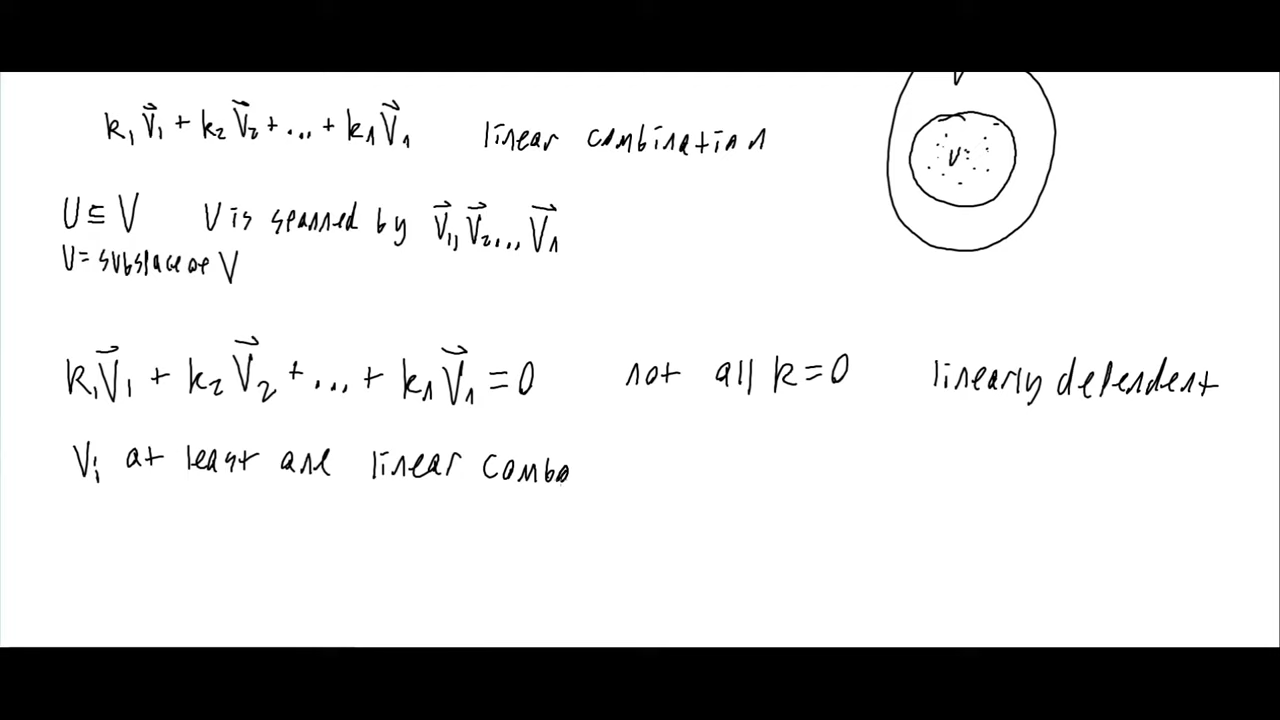 k₁v⃗₁ + k₂v⃗₂ + ... + kₙv⃗ₙ linear combination
V
U
U ⊆ V U is spanned by v⃗₁, v⃗₂, ... v⃗ₙ
U = subspace of V
k₁v⃗₁ + k₂v⃗₂ + ... + kₙv⃗ₙ = 0 not all k = 0 linearly dependent
Vᵢ at least one linear combo